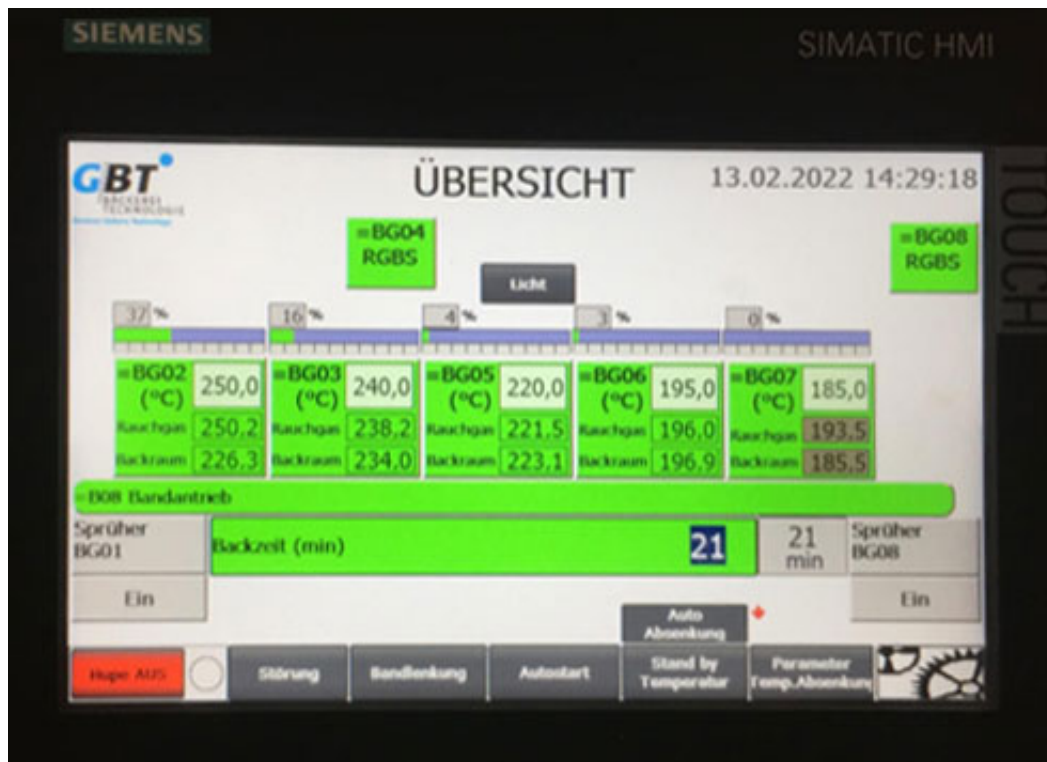 SIEMENS
SIMATIC HMI
TOUCH
GBT
BÄCKEREI
TECHNOLOGIE
ÜBERSICHT
13.02.2022 14:29:18
=BG04
RGBS
=BG08
RGBS
Licht
37 %
16 %
4 %
3 %
0 %
=BG02 (°C) 250,0
Rauchgas 250,2
Backraum 226,3
=BG03 (°C) 240,0
Rauchgas 238,2
Backraum 234,0
=BG05 (°C) 220,0
Rauchgas 221,5
Backraum 223,1
=BG06 (°C) 195,0
Rauchgas 196,0
Backraum 196,9
=BG07 (°C) 185,0
Rauchgas 193,5
Backraum 185,5
=B08 Bandantrieb
Sprüher
BG01
Ein
Backzeit (min) 21
21
min
Sprüher
BG08
Ein
Auto
Absenkung
Hupe AUS
Störung
Bandlenkung
Autostart
Stand by
Temperatur
Parameter
Temp.Absenkung